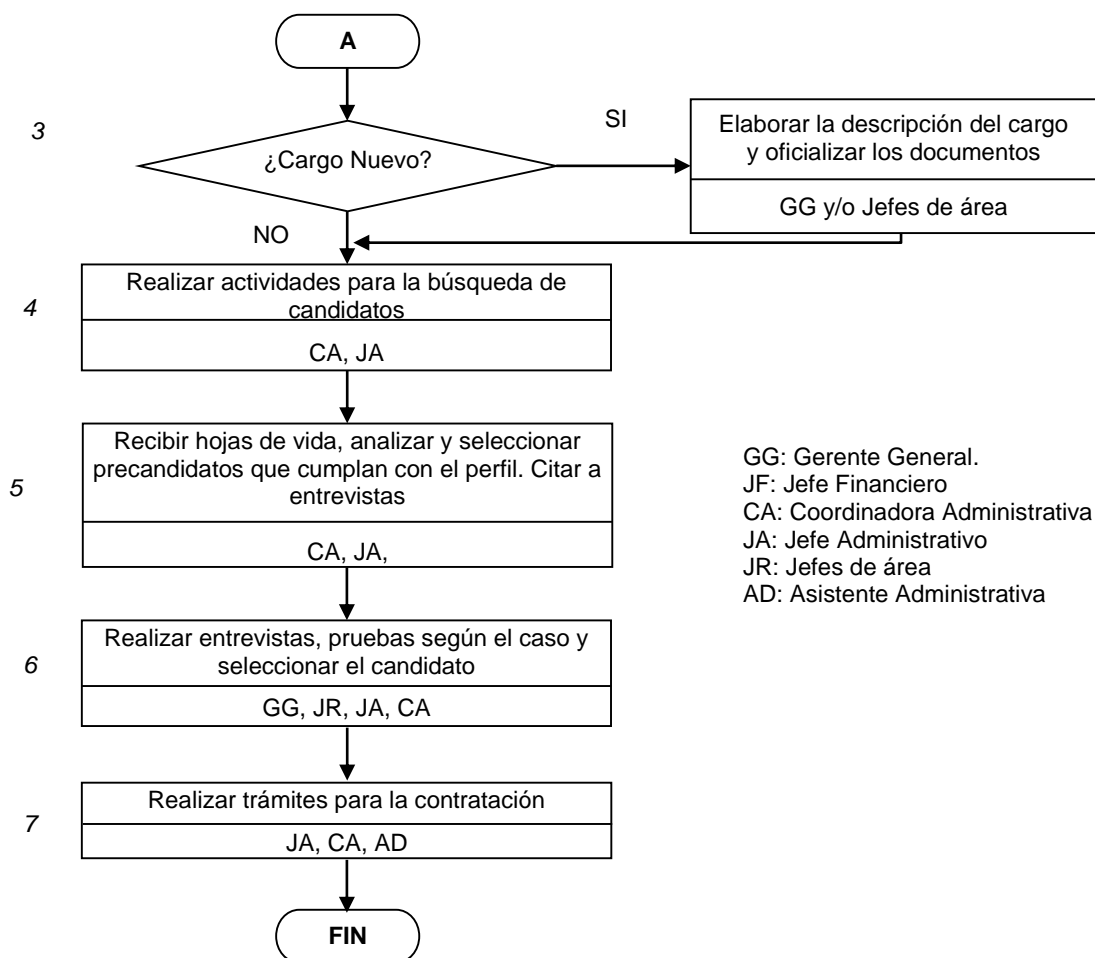 A
3
¿Cargo Nuevo?
SI
Elaborar la descripción del cargo
y oficializar los documentos
GG y/o Jefes de área
NO
4
Realizar actividades para la búsqueda de
candidatos
CA, JA
5
Recibir hojas de vida, analizar y seleccionar
precandidatos que cumplan con el perfil. Citar a
entrevistas
CA, JA,
GG: Gerente General.
JF: Jefe Financiero
CA: Coordinadora Administrativa
JA: Jefe Administrativo
JR: Jefes de área
AD: Asistente Administrativa
6
Realizar entrevistas, pruebas según el caso y
seleccionar el candidato
GG, JR, JA, CA
7
Realizar trámites para la contratación
JA, CA, AD
FIN